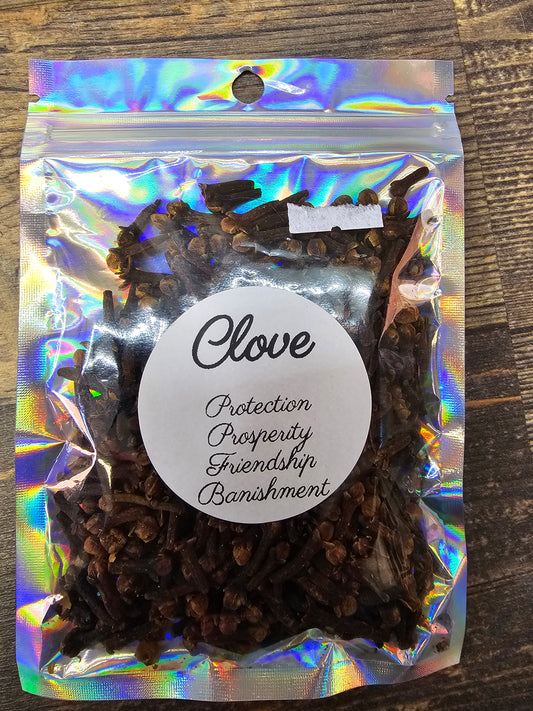 Clove
Protection
Prosperity
Friendship
Banishment